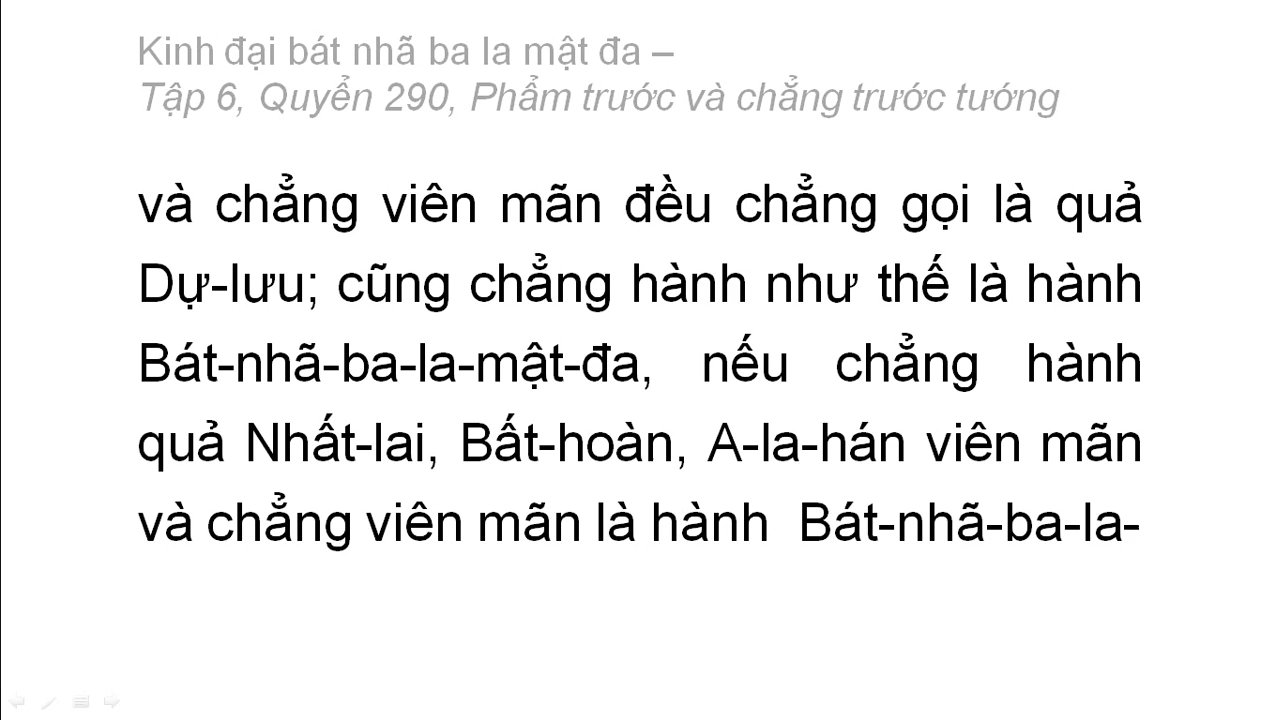 Kinh đại bát nhã ba la mật đa –
Tập 6, Quyển 290, Phẩm trước và chẳng trước tướng
và chẳng viên mãn đều chẳng gọi là quả
Dự-lưu; cũng chẳng hành như thế là hành
Bát-nhã-ba-la-mật-đa, nếu chẳng hành
quả Nhất-lai, Bất-hoàn, A-la-hán viên mãn
và chẳng viên mãn là hành Bát-nhã-ba-la-